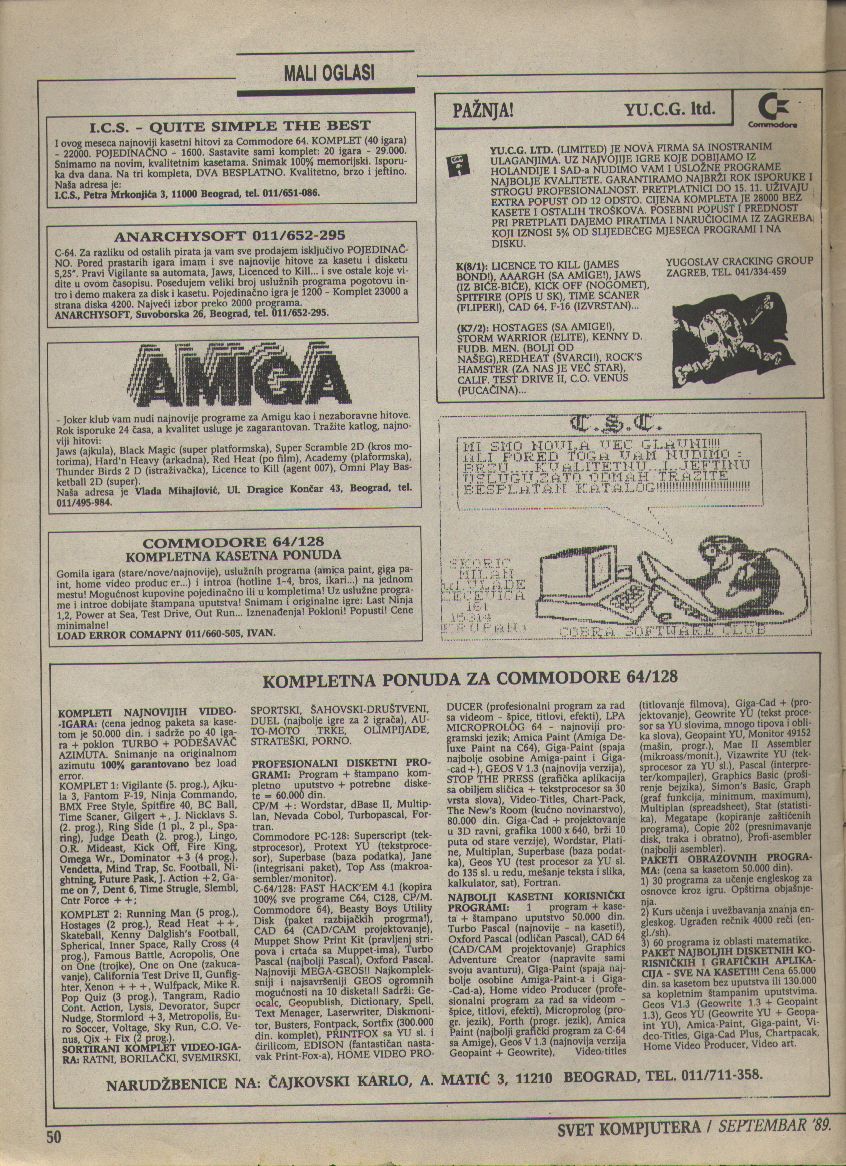 MALI OGLASI
I.C.S. - QUITE SIMPLE THE BEST
I ovog meseca najnoviji kasetni hitovi za Commodore 64. KOMPLET (40 igara)
- 22000. POJEDINAČNO - 1600. Sastavite sami komplet: 20 igara - 29.000.
Snimamo na novim, kvalitetnim kasetama. Snimak 100% memorijski. Isporu-
ka dva dana. Na tri kompleta, DVA BESPLATNO. Kvalitetno, brzo i jeftino.
Naša adresa je:
I.C.S., Petra Mrkonjića 3, 11000 Beograd, tel. 011/651-086.
ANARCHYSOFT 011/652-295
C-64. Za razliku od ostalih pirata ja vam sve prodajem isključivo POJEDINAČ-
NO. Pored prastarih igara imam i sve najnovije hitove za kasetu i disketu
5,25". Pravi Vigilante sa automata, Jaws, Licenced to Kill... i sve ostale koje vi-
dite u ovom časopisu. Posedujem veliki broj uslužnih programa pogotovu in-
tro i demo makera za disk i kasetu. Pojedinačno igra je 1200 - Komplet 23000 a
strana diska 4200. Najveći izbor preko 2000 programa.
ANARCHYSOFT, Suvoborska 26, Beograd, tel. 011/652-295.
AMIGA
- Joker klub vam nudi najnovije programe za Amigu kao i nezaboravne hitove.
Rok isporuke 24 časa, a kvalitet usluge je zagarantovan. Tražite katlog, najno-
viji hitovi:
Jaws (ajkula), Black Magic (super platformska), Super Scramble 2D (kros mo-
torima), Hard'n Heavy (arkadna), Red Heat (po film), Academy (plaformska),
Thunder Birds 2 D (istraživačka), Licence to Kill (agent 007), Omni Play Bas-
ketball 2D (super).
Naša adresa je Vlada Mihajlović, Ul. Dragice Končar 43, Beograd, tel.
011/495-984.
COMMODORE 64/128
KOMPLETNA KASETNA PONUDA
Gomila igara (stare/nove/najnovije), uslužnih programa (amica paint, giga pa-
int, home video produc er...) i introa (hotline 1-4, bros, ikari...) na jednom
mestu! Mogućnost kupovine pojedinačno ili u kompletima! Uz uslužne progra-
me i introe dobijate štampana uputstva! Snimam i originalne igre: Last Ninja
1,2, Power at Sea, Test Drive, Out Run... Iznenađenja! Pokloni! Popusti! Cene
minimalne!
LOAD ERROR COMAPNY 011/660-505, IVAN.
PAŽNJA! YU.C.G. ltd.
Commodore
YU.C.G. LTD. (LIMITED) JE NOVA FIRMA SA INOSTRANIM
ULAGANJIMA. UZ NAJVOJIJE IGRE KOJE DOBIJAMO IZ
HOLANDIJE I SAD-a NUDIMO VAM I USLOŽNE PROGRAME
NAJBOLJE KVALITETE. GARANTIRAMO NAJBRŽI ROK ISPORUKE I
STROGU PROFESIONALNOST. PRETPLATNICI DO 15. 11. UŽIVAJU
EXTRA POPUST OD 12 ODSTO. CIJENA KOMPLETA JE 28000 BEZ
KASETE I OSTALIH TROŠKOVA. POSEBNI POPUST I PREDNOST
PRI PRETPLATI DAJEMO PIRATIMA I NARUČIOCIMA IZ ZAGREBA
KOJI IZNOSI 5% OD SLIJEDEĆEG MJESECA PROGRAMI I NA
DISKU.
K(8/1): LICENCE TO KILL (JAMES
BOND!), AAARGH (SA AMIGE!), JAWS
(IZ BIĆE-BIĆE), KICK OFF (NOGOMET),
SPITFIRE (OPIS U SK), TIME SCANER
(FLIPERI), CAD 64, F-16 (IZVRSTAN)...
(K7/2): HOSTAGES (SA AMIGE!),
STORM WARRIOR (ELITE), KENNY D.
FUDB. MEN. (BOLJI OD
NAŠEG),REDHEAT (ŠVARCI!), ROCK'S
HAMSTER (ZA NAS JE VEĆ STAR),
CALIF. TEST DRIVE II, C.O. VENUS
(PUCAČINA)...
YUGOSLAV CRACKING GROUP
ZAGREB, TEL. 041/334-459
C.S.C.
MI SMO NOVI,A VEC GLAVNI!!!!
ALI PORED TOGA VAM NUDIMO :
BRZU...,KVALITETNU...I JEFTINU
USLUGU,ZATO ODMAH TRAZITE
BESPLATAN KATALOG!!!!!!!!!!!!!!!!!!!!!!!!!!!!
SKORIC
MILAN
15314
KRUPANJ
COBRA SOFTWARE CLUB
KOMPLETNA PONUDA ZA COMMODORE 64/128
KOMPLETI NAJNOVIJIH VIDEO-
-IGARA: (cena jednog paketa sa kase-
tom je 50.000 din. i sadrže po 40 iga-
ra + poklon TURBO + PODEŠAVAČ
AZIMUTA. Snimanje na originalnom
azimutu 100% garantovano bez load
error.
KOMPLET 1: Vigilante (5 prog.), Ajku-
la 3, Fantom F-19, Ninja Commando,
BMX Free Style, Spitfire 40, BC Ball,
Time Scaner, Gilgert +, J. Nicklavs S.
(2. prog.), Ring Side (1 pl., 2 pl., Spa-
ring), Judge Death (2. prog.), Lingo,
O.R. Mideast, Kick Off, Fire King,
Omega Wr., Dominator +3 (4 prog.),
Vendetta, Mind Trap, Sc. Football, Ni-
ghtning, Future Pask, J. Action +2, Ga-
me on 7, Dent 6, Time Strugle, Slembl,
Cntr Force + +;
KOMPLET 2: Running Man (5 prog.),
Hostages (2 prog.), Read Heat ++,
Skateball, Kenny Dalglish's Football,
Spherical, Inner Space, Rally Cross (4
prog.), Famous Battle, Acropolis, One
on One (trojke), One on One (zakuca-
vanje), California Test Drive II, Gunfig-
hter, Xenon + + +, Wulfpack, Mike R.
Pop Quiz (3 prog.), Tangram, Radio
Cont. Action, Lysis, Devorator, Super
Nudge, Stormlord +3, Metropolis, Eu-
ro Soccer, Voltage, Sky Run, C.O. Ve-
nus, Qix + Fix (2 prog.).
SORTIRANI KOMPLET VIDEO-IGA-
RA: RATNI, BORILAČKI, SVEMIRSKI,
SPORTSKI, ŠAHOVSKI-DRUŠTVENI,
DUEL (najbolje igre za 2 igrača), AU-
TO-MOTO TRKE, OLIMPIJADE,
STRATEŠKI, PORNO.
PROFESIONALNI DISKETNI PRO-
GRAMI: Program + štampano kom-
pletno uputstvo + potrebne diske-
te = 60.000 din.
CP/M +: Wordstar, dBase II, Multip-
lan, Nevada Cobol, Turbopascal, For-
tran.
Commodore PC-128: Superscript (tek-
stprocesor), Protext YU (tekstproce-
sor), Superbase (baza podatka), Jane
(integrisani paket), Top Ass (makroa-
sembler/monitor).
C-64/128: FAST HACK'EM 4.1 (kopira
100% sve programe C64, C128, CP/M.
Commodore 64), Beasty Boys Utility
Disk (paket razbijačkih progrma!),
CAD 64 (CAD/CAM projektovanje),
Muppet Show Print Kit (pravljenj stri-
pova i crtača sa Muppet-ima), Turbo
Pascal (najbolji Pascal), Oxford Pascal.
Najnoviji MEGA-GEOS!! Najkomplek-
sniji i najsavršeniji GEOS ogromnih
mogućnosti na 10 disketa!! Sadrži: Ge-
ocalc, Geopublish, Dictionary, Spell,
Text Menager, Laserwriter, Diskmoni-
tor, Busters, Fontpack, Sortfix (300.000
din. komplet), PRINTFOX sa YU sl. i
ćirilicom, EDISON (fantastičan nasta-
vak Print-Fox-a), HOME VIDEO PRO-
DUCER (profesionalni program za rad
sa videom - špice, titlovi, efekti), LPA
MICROPROLOG 64 - najnoviji pro-
gramski jezik; Amica Paint (Amiga De-
luxe Paint na C64), Giga-Paint (spaja
najbolje osobine Amiga-paint i Giga-
-cad+), GEOS V 1.3 (najnovija verzija),
STOP THE PRESS (grafička aplikacija
sa obiljem sličica + tekstprocesor sa 30
vrsta slova), Video-Titles, Chart-Pack,
The New's Room (kućno novinarstvo),
80.000 din. Giga-Cad + projektovanje
u 3D ravni, grafika 1000 x 640, brži 10
puta od stare verzije), Wordstar, Plati-
ne, Multiplan, Superbase (baza podat-
ka), Geos YU (test procesor za YU sl.
do 135 sl. u redu, mešanje teksta i slika,
kalkulator, sat), Fortran.
NAJBOLJI KASETNI KORISNIČKI
PROGRAMI: 1 program + kase-
ta + štampano uputstvo 50.000 din.
Turbo Pascal (najnovije - na kaseti!),
Oxford Pascal (odličan Pascal), CAD 64
(CAD/CAM projektovanje) Graphics
Adventure Creator (napravite sami
svoju avanturu), Giga-Paint (spaja naj-
bolje osobine Amiga-Paint-a i Giga-
-Cad-a), Home video Producer (profe-
sionalni program za rad sa videom -
špice, titlovi, efekti), Microprolog (pro-
gr. jezik), Forth (progr. jezik), Amica
Paint (najbolji grafički program za C-64
sa Amige), Geos V 1.3 (najnovija verzija
Geopaint + Geowrite), Video-titles
(titlovanje filmova), Giga-Cad + (pro-
jektovanje), Geowrite YU (tekst proce-
sor sa YU slovima, mnogo tipova i obli-
ka slova), Geopaint YU, Monitor 49152
(mašin, progr.), Mae II Assembler
(mikroass/monit.), Vizawrite YU (tek-
sprocesor za YU sl.), Pascal (interpre-
ter/kompajler), Graphics Basic (proši-
renje bejzika), Simon's Basic, Graph
(graf funkcija, minimum, maximum),
Multiplan (spreadsheet), Stat (statisti-
ka), Megatape (kopiranje zaštićenih
programa), Copie 202 (presnimavanje
disk, traka i obratno), Profi-asembler
(najbolji asembler).
PAKETI OBRAZOVNIH PROGRA-
MA: (cena sa kasetom 50.000 din).
1) 30 programa za učenje engleskog za
osnovce kroz igru. Opštirna objašnje-
nja.
2) Kurs učenja i uvežbavanja znanja en-
gleskog. Ugrađen rečnik 4000 reči (en-
gl./sh).
3) 60 programa iz oblasti matematike.
PAKET NAJBOLJIH DISKETNIH KO-
RISNIČKIH I GRAFIČKIH APLIKA-
CIJA - SVE NA KASETI!!! Cena 65.000
din. sa kasetom bez uputstva ili 130.000
sa kopletnim štampanim uputstvima.
Geos V1.3 (Geowrite 1.3 + Geopaint
1.3), Geos YU (Geowrite YU + Geopa-
int YU), Amica-Paint, Giga-paint, Vi-
deo-Titles, Giga-Cad Plus, Chartpacak,
Home Video Producer, Video art.
NARUDŽBENICE NA: ČAJKOVSKI KARLO, A. MATIĆ 3, 11210 BEOGRAD, TEL. 011/711-358.
50
SVET KOMPJUTERA / SEPTEMBAR '89.